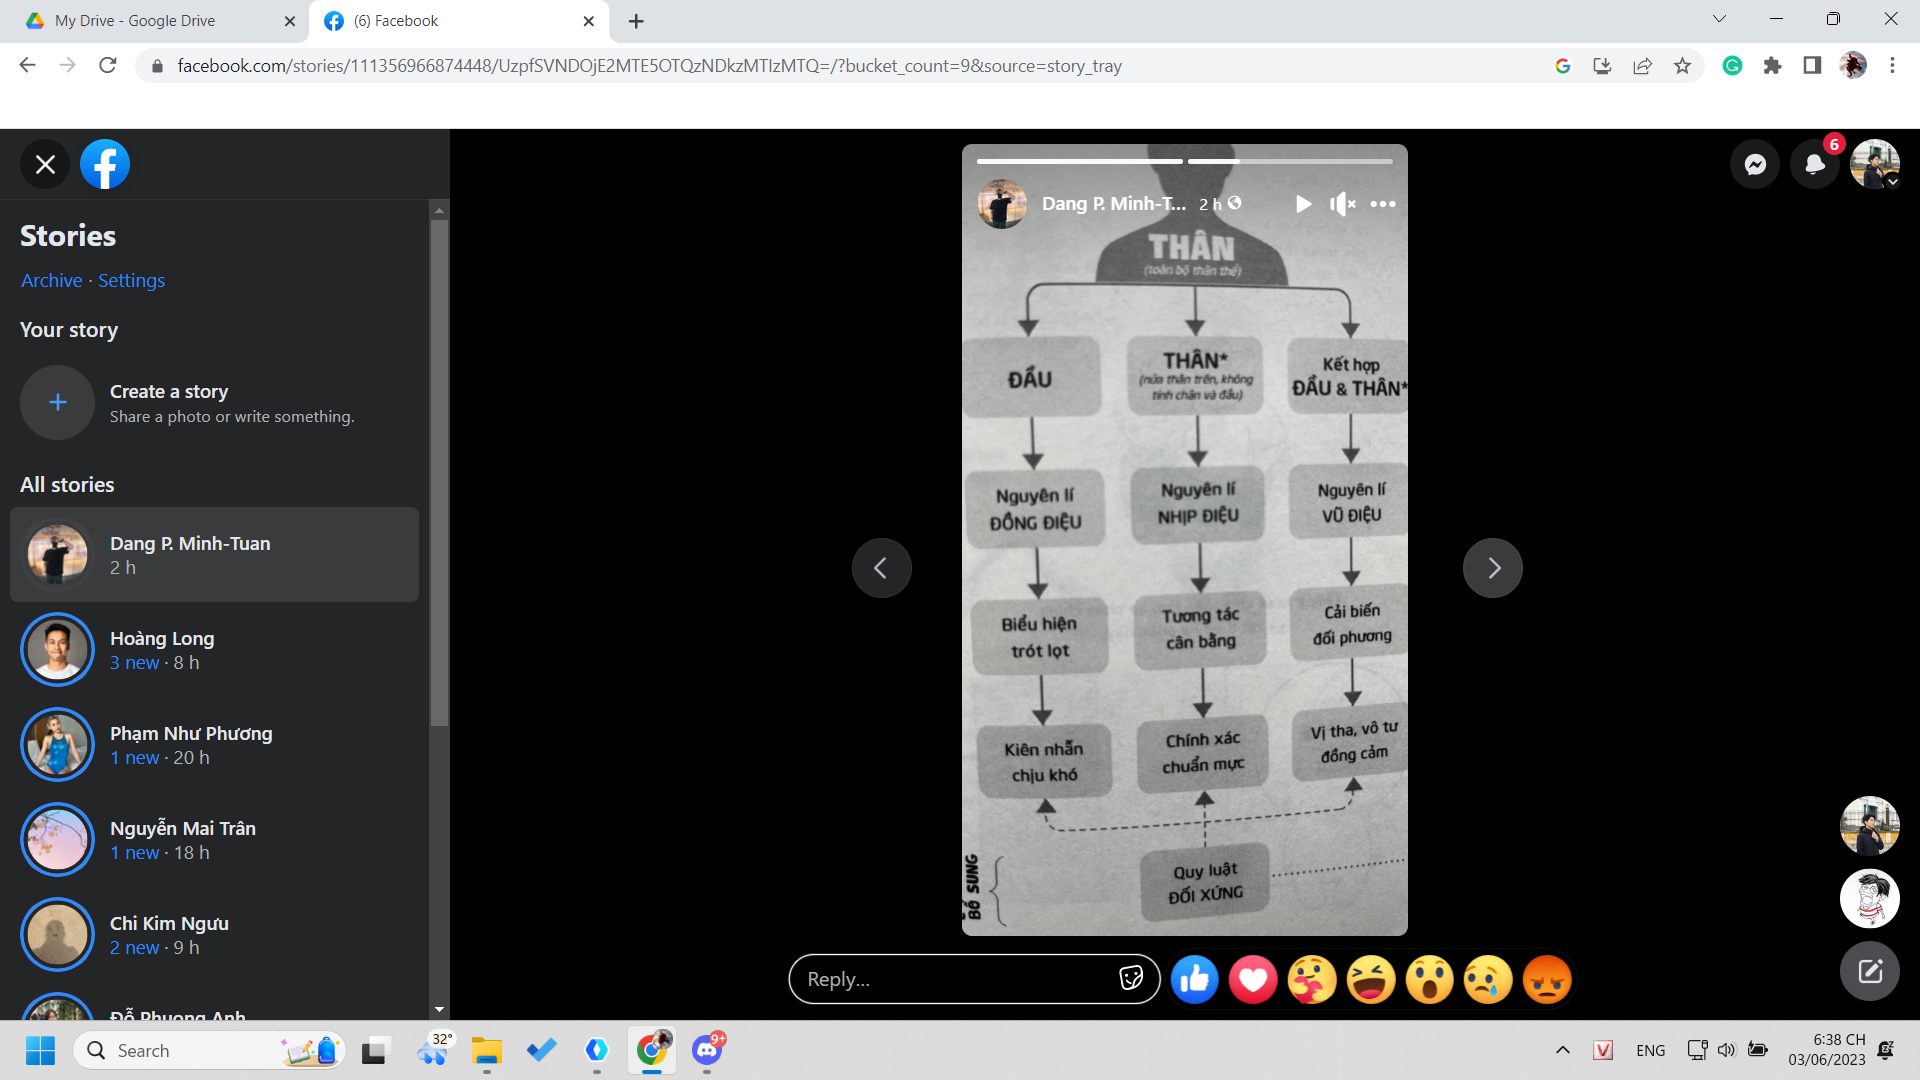 My Drive - Google Drive
(6) Facebook
facebook.com/stories/111356966874448/UzpfSVNDOjE2MTE5OTQzNDkzMTIzMTQ=/?bucket_count=9&source=story_tray
Stories
Archive · Settings
Your story
Create a story
Share a photo or write something.
All stories
Dang P. Minh-Tuan
2 h
Hoàng Long
3 new · 8 h
Phạm Như Phương
1 new · 20 h
Nguyễn Mai Trân
1 new · 18 h
Chi Kim Ngưu
2 new · 9 h
Đỗ Phuong Anh
6
Dang P. Minh-T... 2 h
THÂN
(toàn bộ thân thể)
ĐẦU
THÂN*
(nửa thân trên, không
tính chân và đầu)
Kết hợp
ĐẦU & THÂN*
Nguyên lí
ĐỒNG ĐIỆU
Nguyên lí
NHỊP ĐIỆU
Nguyên lí
VŨ ĐIỆU
Biểu hiện
trót lọt
Tương tác
cân bằng
Cải biến
đối phương
Kiên nhẫn
chịu khó
Chính xác
chuẩn mực
Vị tha, vô tư
đồng cảm
BỔ SUNG
Quy luật
ĐỐI XỨNG
Reply...
Search
32°
9+
ENG
6:38 CH
03/06/2023